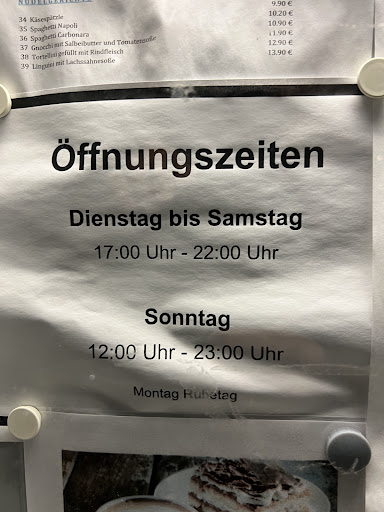 NUDELGERICHTE
9.90 €
34 Käsespätzle 10.20 €
35 Spaghetti Napoli 10.90 €
36 Spaghetti Carbonara 11.90 €
37 Gnocchi mit Salbeibutter und Tomatensoße 12.90 €
38 Tortelloni gefüllt mit Rindfleisch 13.90 €
39 Linguini mit Lachssahnesoße
Öffnungszeiten
Dienstag bis Samstag
17:00 Uhr - 22:00 Uhr
Sonntag
12:00 Uhr - 23:00 Uhr
Montag Ruhetag